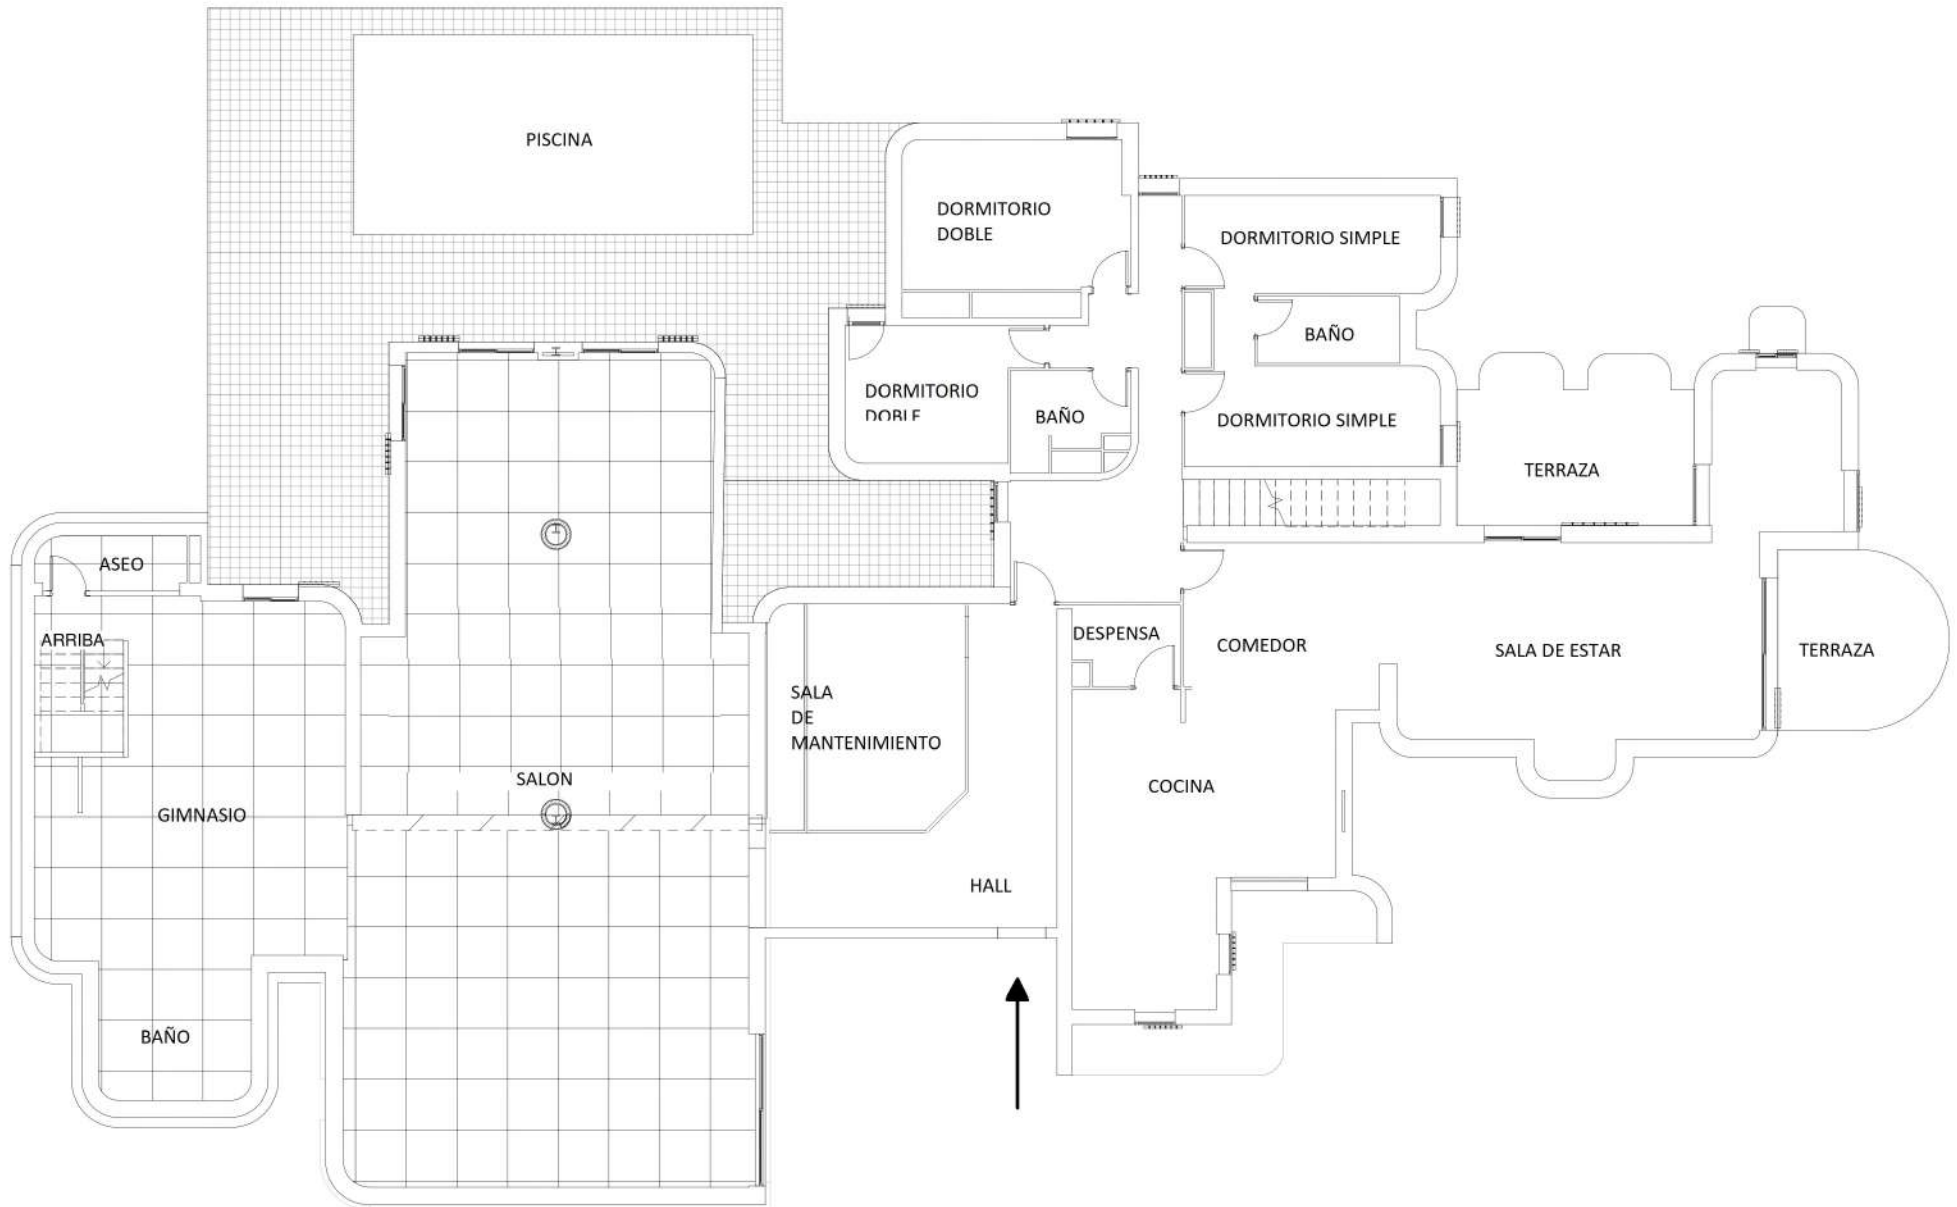 PISCINA
DORMITORIO
DOBLE
DORMITORIO SIMPLE
BAÑO
DORMITORIO
DOBLE
BAÑO
DORMITORIO SIMPLE
TERRAZA
ASEO
ARRIBA
DESPENSA
COMEDOR
SALA DE ESTAR
TERRAZA
SALA
DE
MANTENIMIENTO
SALON
COCINA
GIMNASIO
HALL
BAÑO